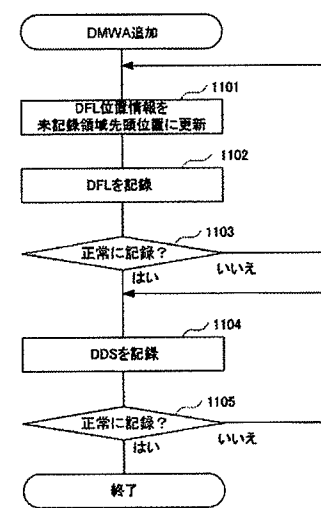 DMWA追加
1101
DFL位置情報を
未記録領域先頭位置に更新
1102
DFLを記録
1103
正常に記録？
はい
いいえ
1104
DDSを記録
1105
正常に記録？
はい
いいえ
終了